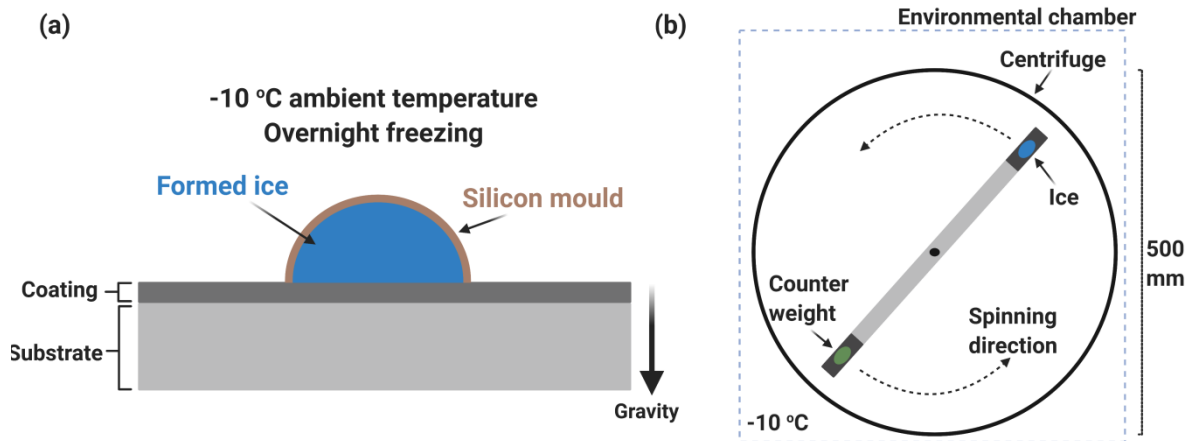 (a)
-10 °C ambient temperature
Overnight freezing
Formed ice
Silicon mould
Coating
Substrate
Gravity
(b)
Environmental chamber
Centrifuge
Ice
500
mm
Counter
weight
Spinning
direction
-10 °C